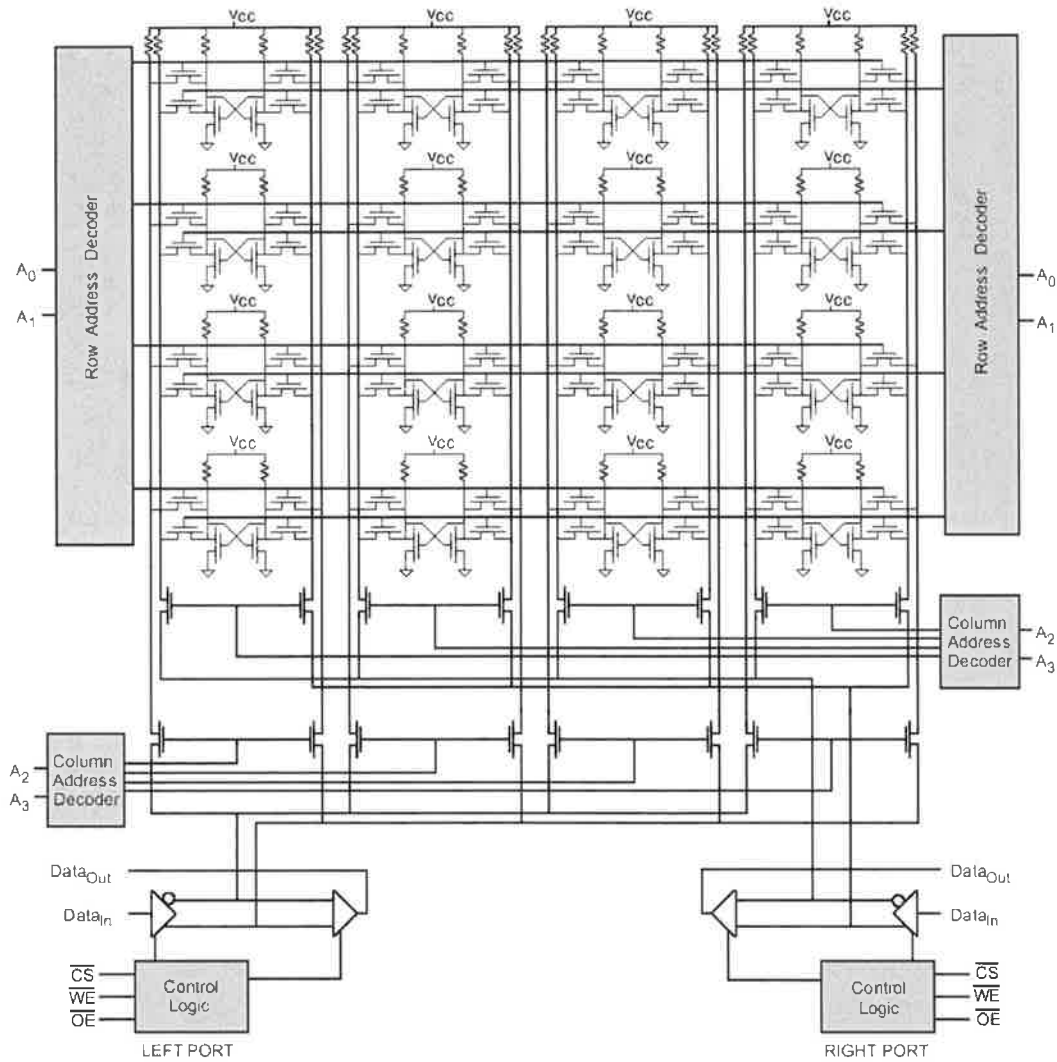 Vcc Vcc Vcc Vcc
Row Address Decoder
Row Address Decoder
Vcc Vcc Vcc Vcc
A0
A1
A0
A1
Vcc Vcc Vcc Vcc
Vcc Vcc Vcc Vcc
Column
Address
Decoder
A2
A3
A2
A3
Column
Address
Decoder
DataOut
DataIn
DataOut
DataIn
CS
WE
OE
Control
Logic
LEFT PORT
Control
Logic
CS
WE
OE
RIGHT PORT